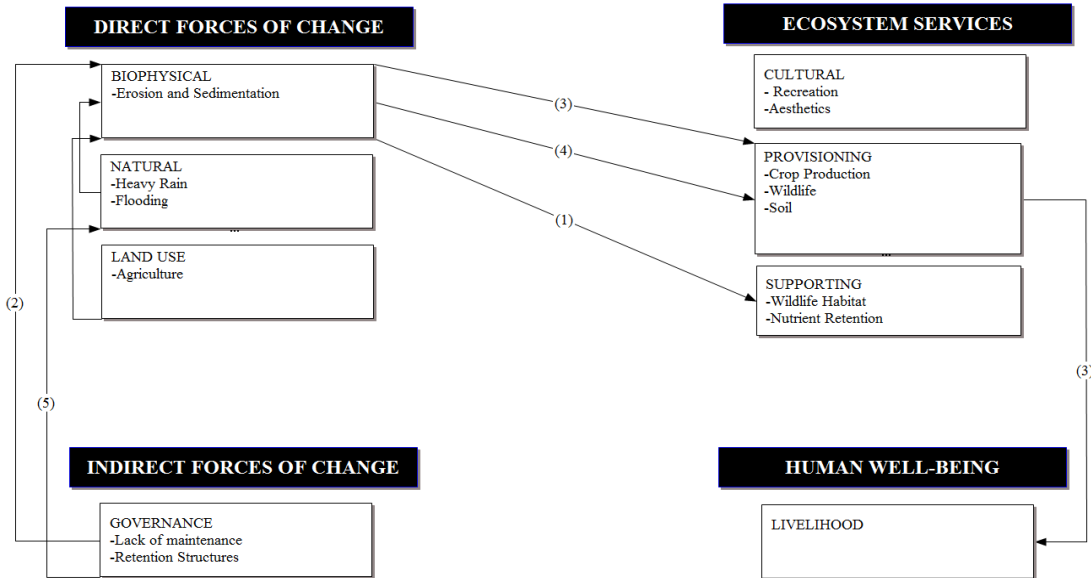 DIRECT FORCES OF CHANGE
BIOPHYSICAL
-Erosion and Sedimentation
NATURAL
-Heavy Rain
-Flooding
...
LAND USE
-Agriculture
(2)
(5)
INDIRECT FORCES OF CHANGE
GOVERNANCE
-Lack of maintenance
-Retention Structures
(3)
(4)
(1)
ECOSYSTEM SERVICES
CULTURAL
- Recreation
-Aesthetics
PROVISIONING
-Crop Production
-Wildlife
-Soil
...
SUPPORTING
-Wildlife Habitat
-Nutrient Retention
(3)
HUMAN WELL-BEING
LIVELIHOOD